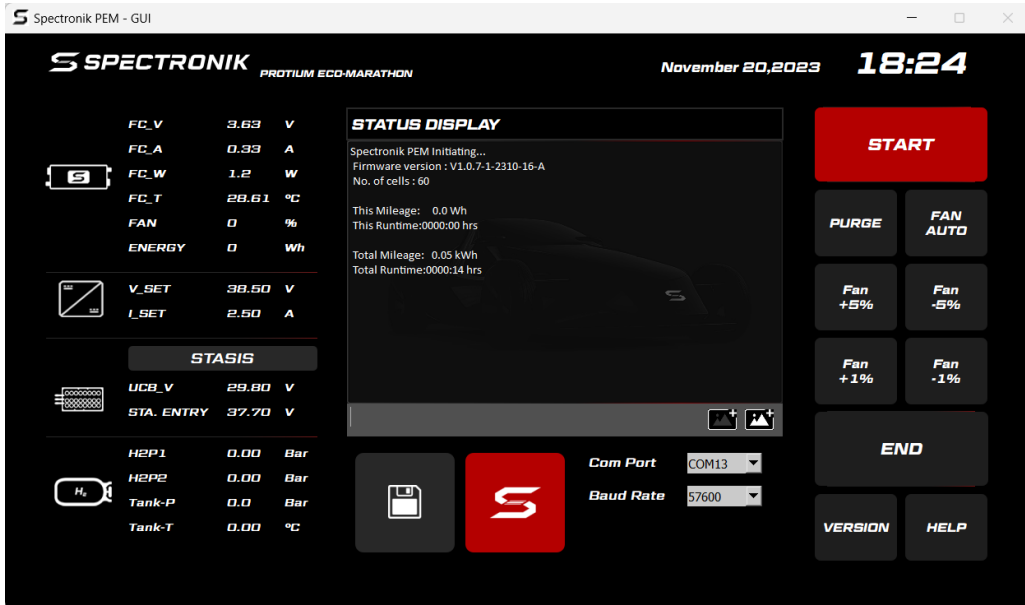 Spectronik PEM - GUI
SPECTRONIK PROTIUM ECO-MARATHON
November 20,2023
18:24
FC_V 3.63 V
FC_A 0.33 A
FC_W 1.2 W
FC_T 28.61 ºC
FAN 0 %
ENERGY 0 Wh
V_SET 38.50 V
I_SET 2.50 A
STASIS
UCB_V 29.80 V
STA. ENTRY 37.70 V
H2P1 0.00 Bar
H2P2 0.00 Bar
Tank-P 0.0 Bar
Tank-T 0.00 ºC
H₂
STATUS DISPLAY
Spectronik PEM Initiating...
Firmware version : V1.0.7-1-2310-16-A
No. of cells : 60
This Mileage: 0.0 Wh
This Runtime:0000:00 hrs
Total Mileage: 0.05 kWh
Total Runtime:0000:14 hrs
Com Port COM13
Baud Rate 57600
START
PURGE
FAN
AUTO
Fan
+5%
Fan
-5%
Fan
+1%
Fan
-1%
END
VERSION
HELP